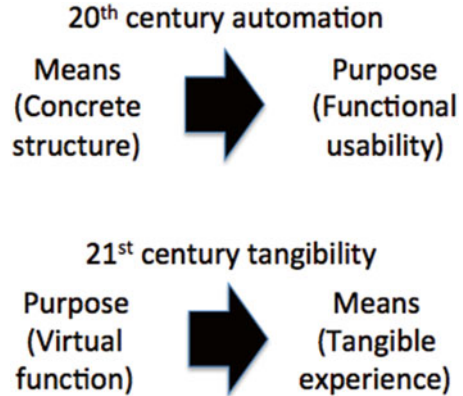 20th century automation
Means Purpose
(Concrete (Functional
structure) usability)
21st century tangibility
Purpose Means
(Virtual (Tangible
function) experience)